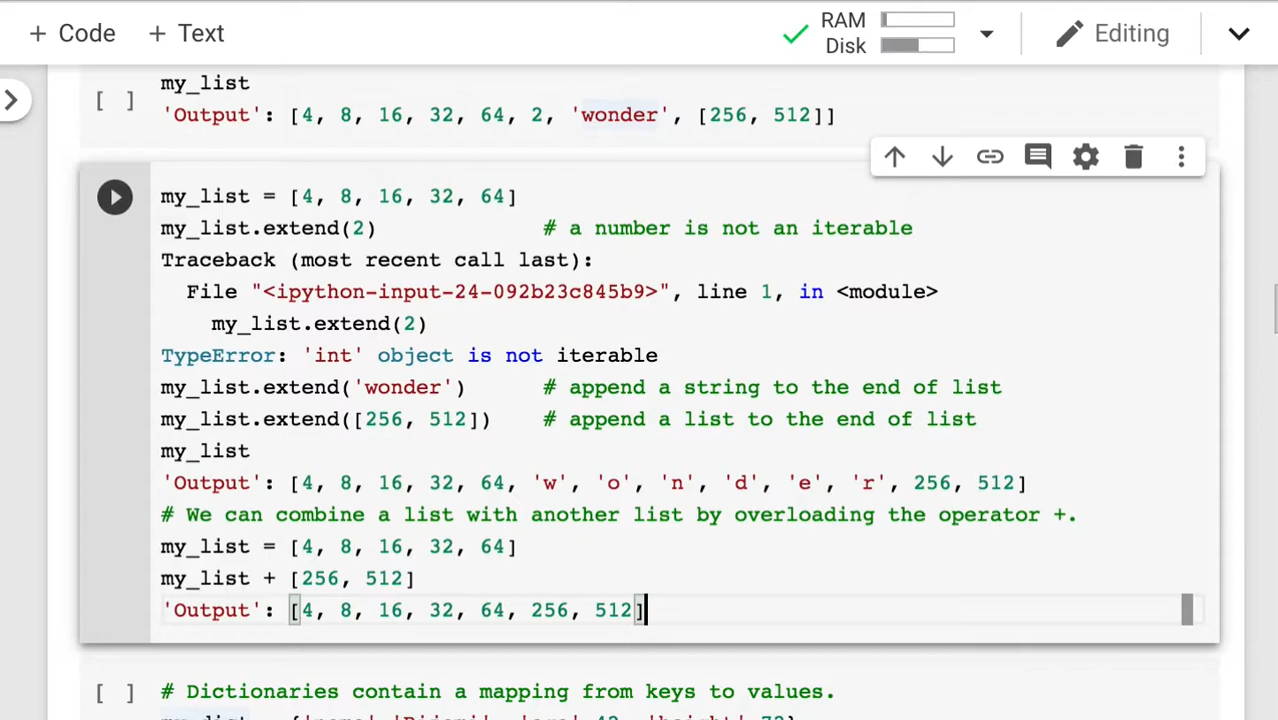 + Code + Text
RAM
Disk
Editing
my_list
[ ]
'Output': [4, 8, 16, 32, 64, 2, 'wonder', [256, 512]]
my_list = [4, 8, 16, 32, 64]
my_list.extend(2) # a number is not an iterable
Traceback (most recent call last):
File "<ipython-input-24-092b23c845b9>", line 1, in <module>
my_list.extend(2)
TypeError: 'int' object is not iterable
my_list.extend('wonder') # append a string to the end of list
my_list.extend([256, 512]) # append a list to the end of list
my_list
'Output': [4, 8, 16, 32, 64, 'w', 'o', 'n', 'd', 'e', 'r', 256, 512]
# We can combine a list with another list by overloading the operator +.
my_list = [4, 8, 16, 32, 64]
my_list + [256, 512]
'Output': [4, 8, 16, 32, 64, 256, 512]
[ ] # Dictionaries contain a mapping from keys to values.